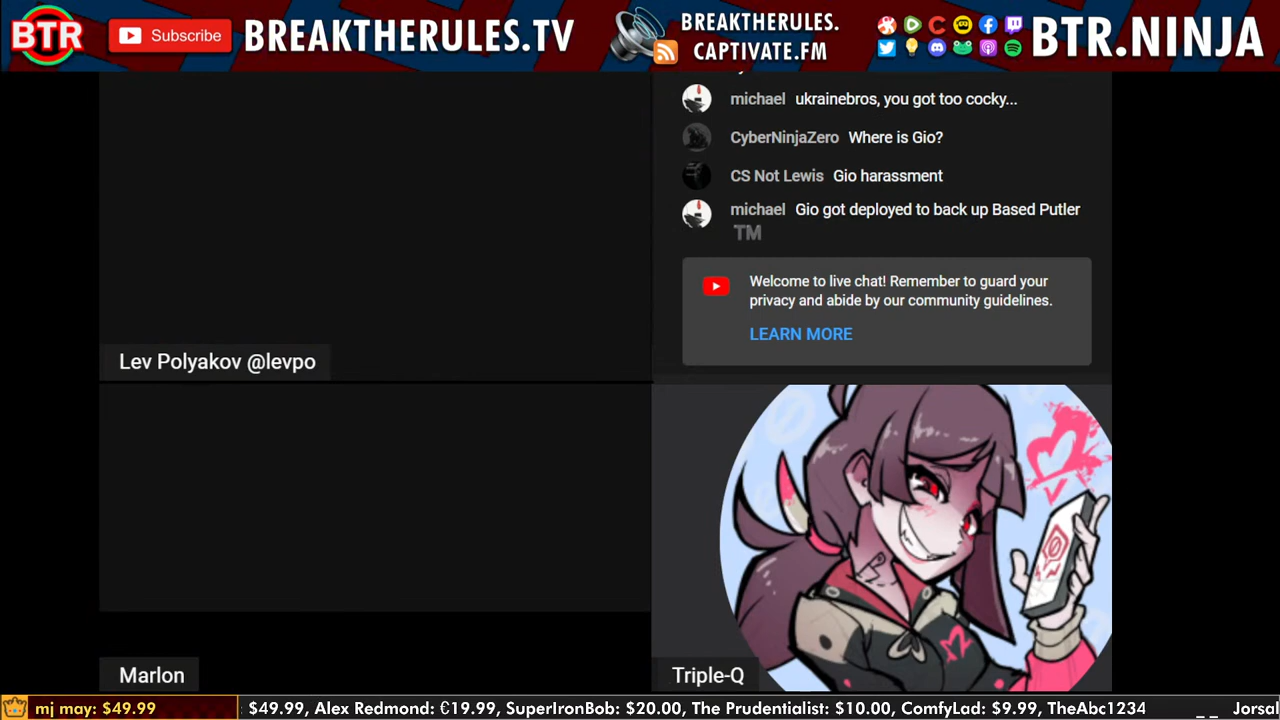 BTR
Subscribe
BREAKTHERULES.TV
BREAKTHERULES.
CAPTIVATE.FM
BTR.NINJA
michael ukrainebros, you got too cocky...
CyberNinjaZero Where is Gio?
CS Not Lewis Gio harassment
michael Gio got deployed to back up Based Putler
TM
Welcome to live chat! Remember to guard your
privacy and abide by our community guidelines.
LEARN MORE
Lev Polyakov @levpo
Marlon
Triple-Q
mj may: $49.99
: $49.99, Alex Redmond: €19.99, SuperIronBob: $20.00, The Prudentialist: $10.00, ComfyLad: $9.99, TheAbc1234
_ _ Jorsal